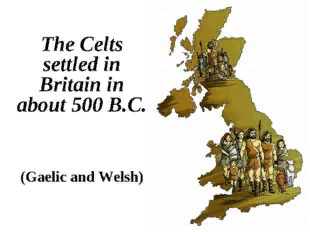 The Celts
settled in
Britain in
about 500 B.C.
(Gaelic and Welsh)